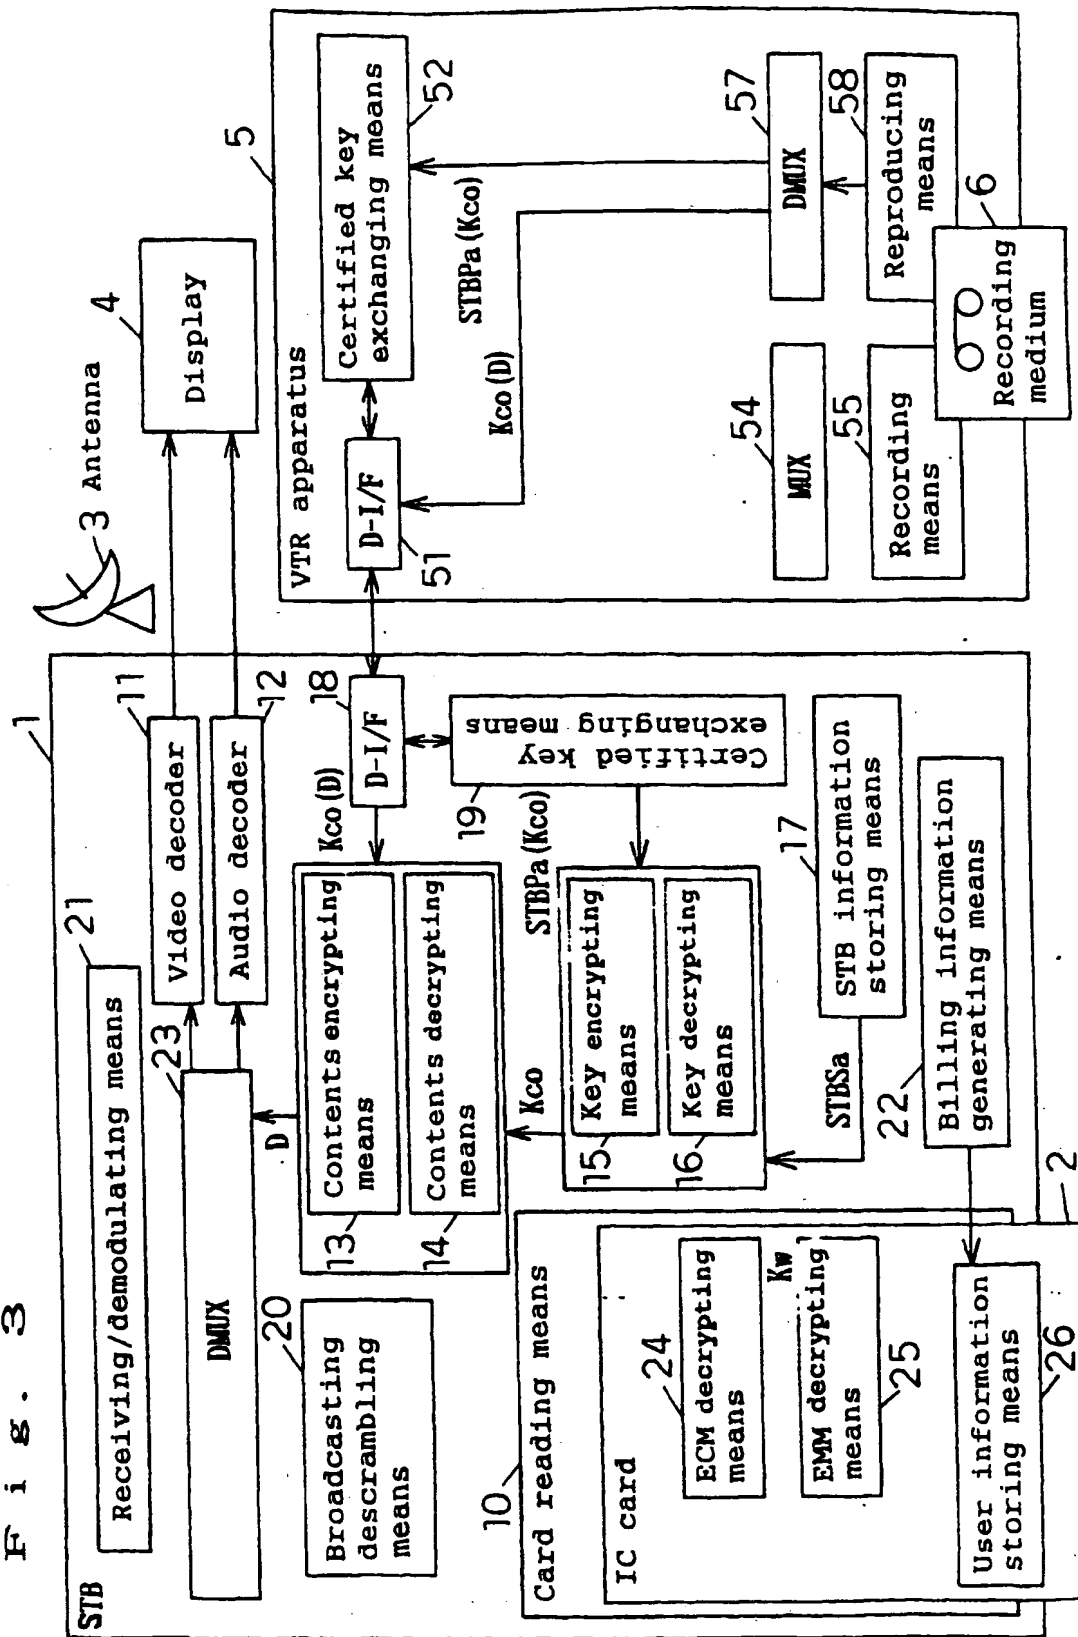 Fig. 3
1
STB
21
Receiving/demodulating means
23
DMUX
11
Video decoder
12
Audio decoder
3 Antenna
4
Display
20
Broadcasting
descrambling
means
D
13
Contents encrypting
means
14
Contents decrypting
means
Kco(D)
18
D-I/F
19
Certified key
exchanging means
STBPa(Kco)
Kco
15
Key encrypting
means
16
Key decrypting
means
17
STB information
storing means
STBSa
22
Billing information
generating means
10
Card reading means
2
IC card
24
ECM decrypting
means
Kw
EMM decrypting
means
25
User information
storing means
26
5
VTR apparatus
D-I/F
51
Certified key
exchanging means
52
STBPa(Kco)
Kco(D)
54
MUX
57
DMUX
55
Recording
means
58
Reproducing
means
6
Recording
medium